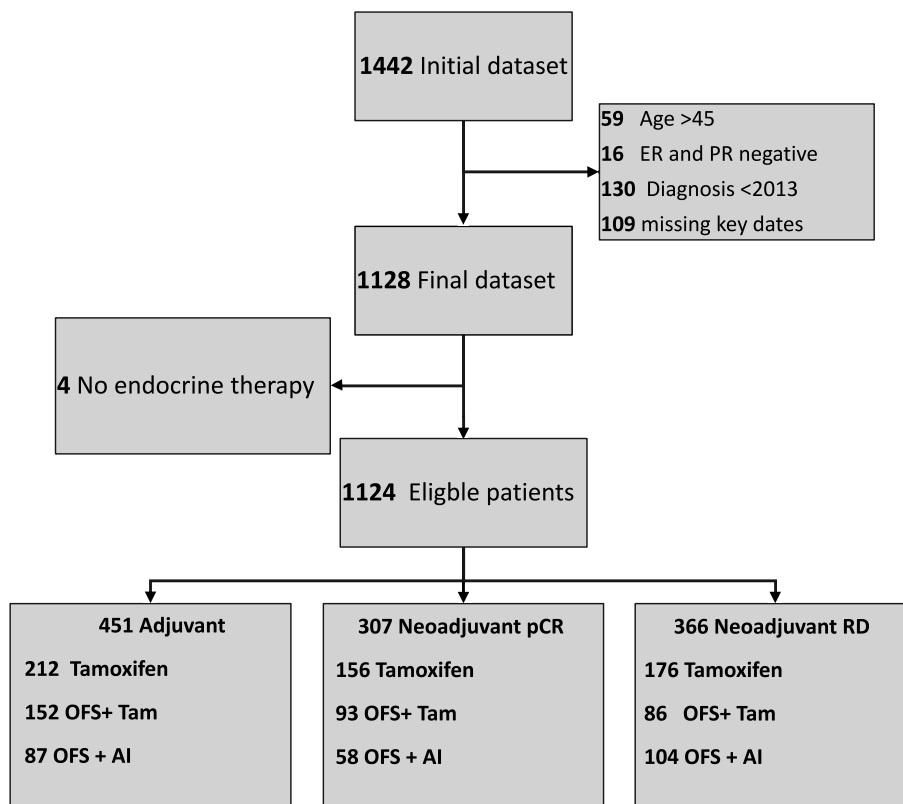 1442 Initial dataset
59 Age >45
16 ER and PR negative
130 Diagnosis <2013
109 missing key dates
1128 Final dataset
4 No endocrine therapy
1124 Eligble patients
451 Adjuvant
212 Tamoxifen
152 OFS+ Tam
87 OFS + AI
307 Neoadjuvant pCR
156 Tamoxifen
93 OFS+ Tam
58 OFS + AI
366 Neoadjuvant RD
176 Tamoxifen
86 OFS+ Tam
104 OFS + AI